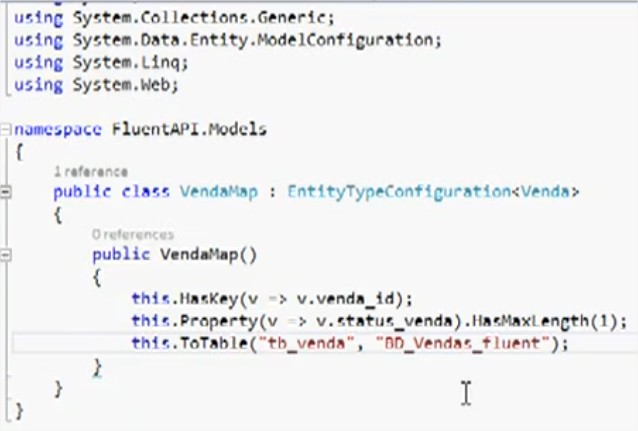 using System.Collections.Generic;
using System.Data.Entity.ModelConfiguration;
using System.Linq;
using System.Web;
namespace FluentAPI.Models
{
1 reference
public class VendaMap : EntityTypeConfiguration<Venda>
{
0 references
public VendaMap()
{
this.HasKey(v => v.venda_id);
this.Property(v => v.status_venda).HasMaxLength(1);
this.ToTable("tb_venda", "BD_Vendas_fluent");
}
}
}